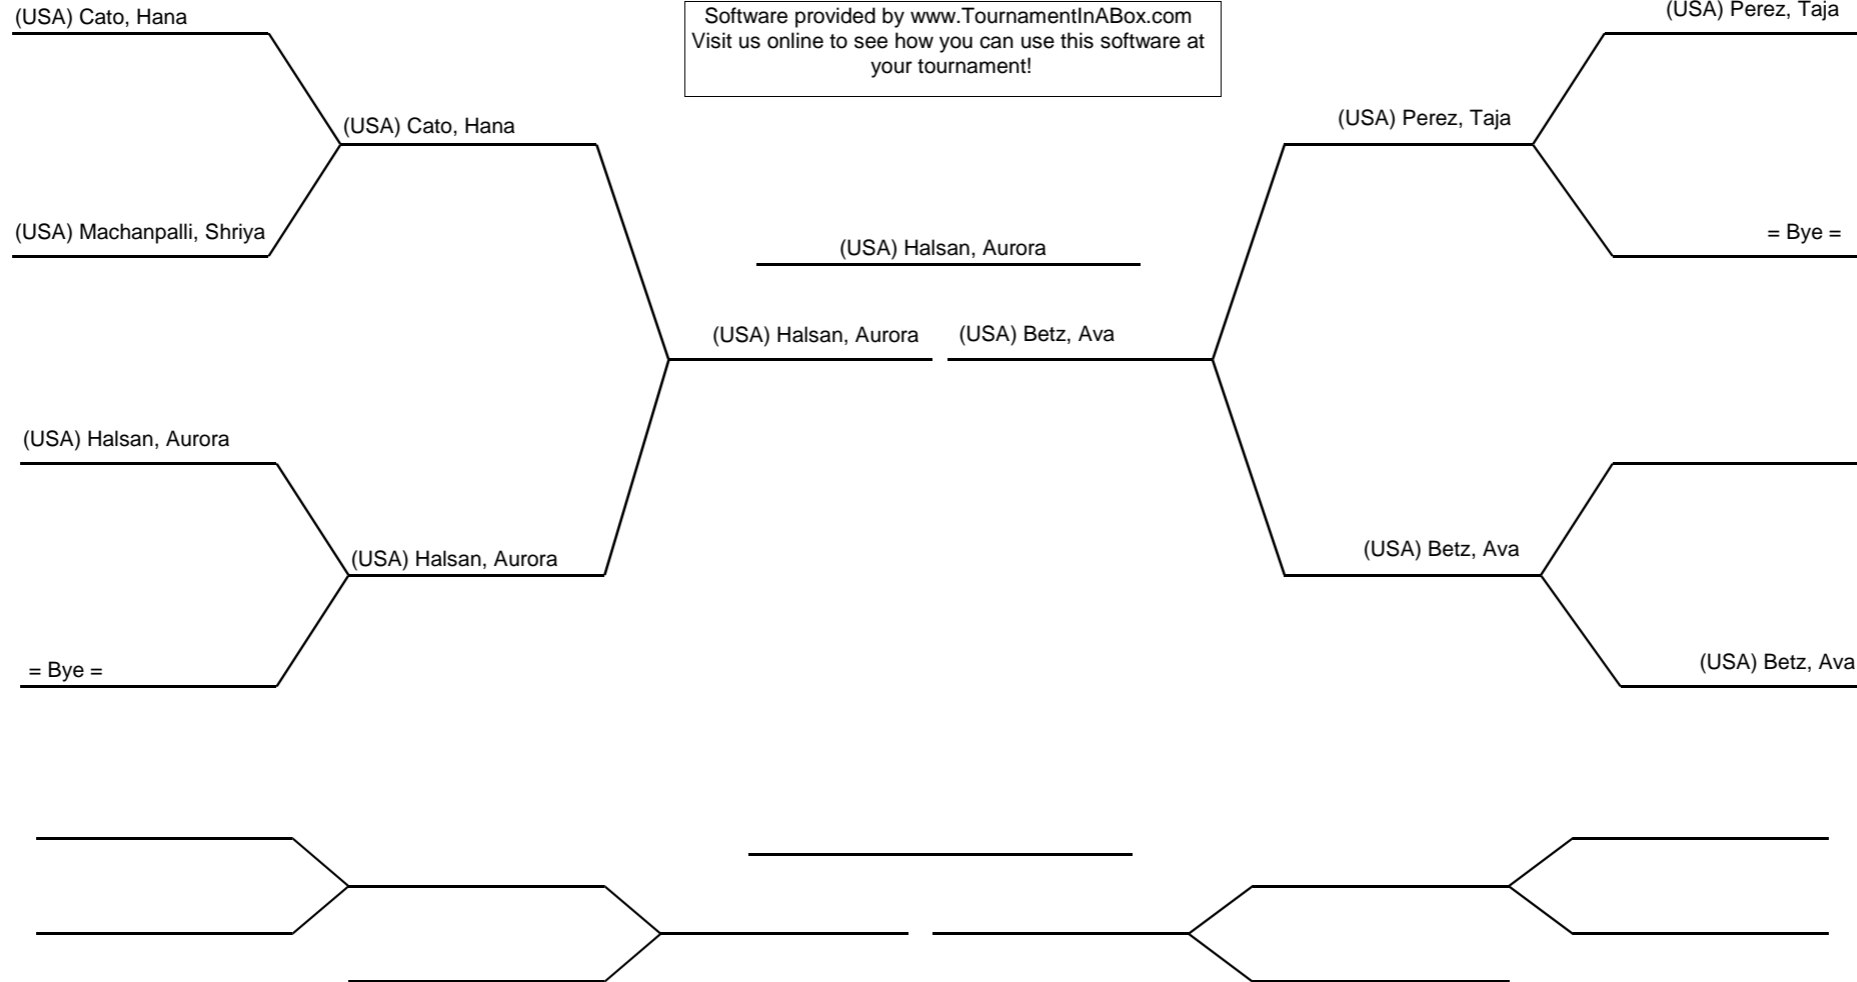 (USA) Cato, Hana
Software provided by www.TournamentInABox.com
Visit us online to see how you can use this software at
your tournament!
(USA) Perez, Taja
(USA) Cato, Hana
(USA) Perez, Taja
(USA) Machanpalli, Shriya
(USA) Halsan, Aurora
= Bye =
(USA) Halsan, Aurora
(USA) Betz, Ava
(USA) Halsan, Aurora
(USA) Halsan, Aurora
(USA) Betz, Ava
= Bye =
(USA) Betz, Ava